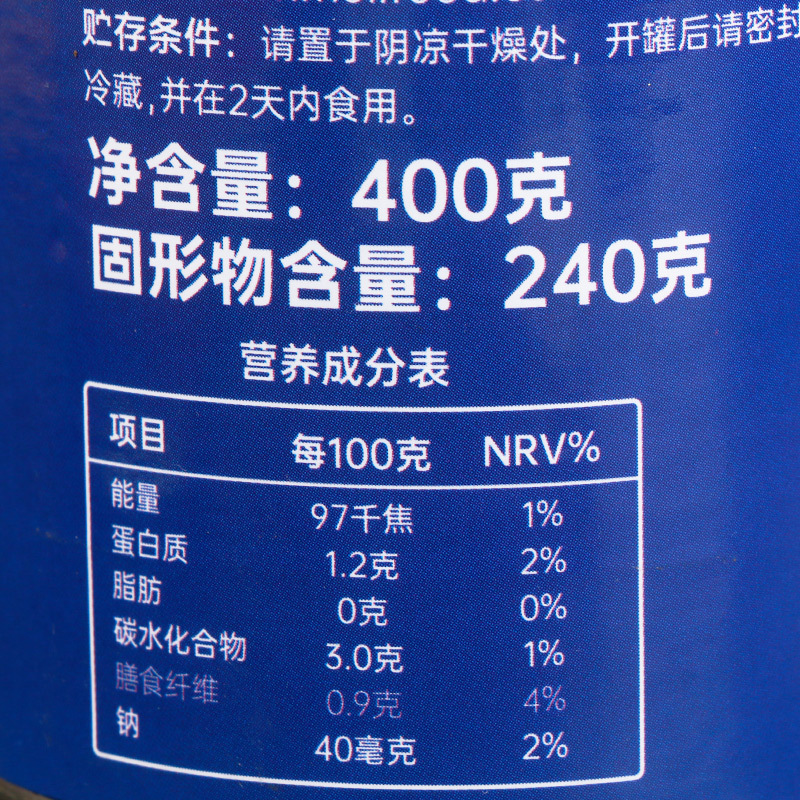 贮存条件：请置于阴凉干燥处，开罐后请密封
冷藏,并在2天内食用。
净含量：400克
固形物含量：240克
营养成分表
项目 每100克 NRV%
能量 97千焦 1%
蛋白质 1.2克 2%
脂肪 0克 0%
碳水化合物 3.0克 1%
膳食纤维 0.9克 4%
钠 40毫克 2%